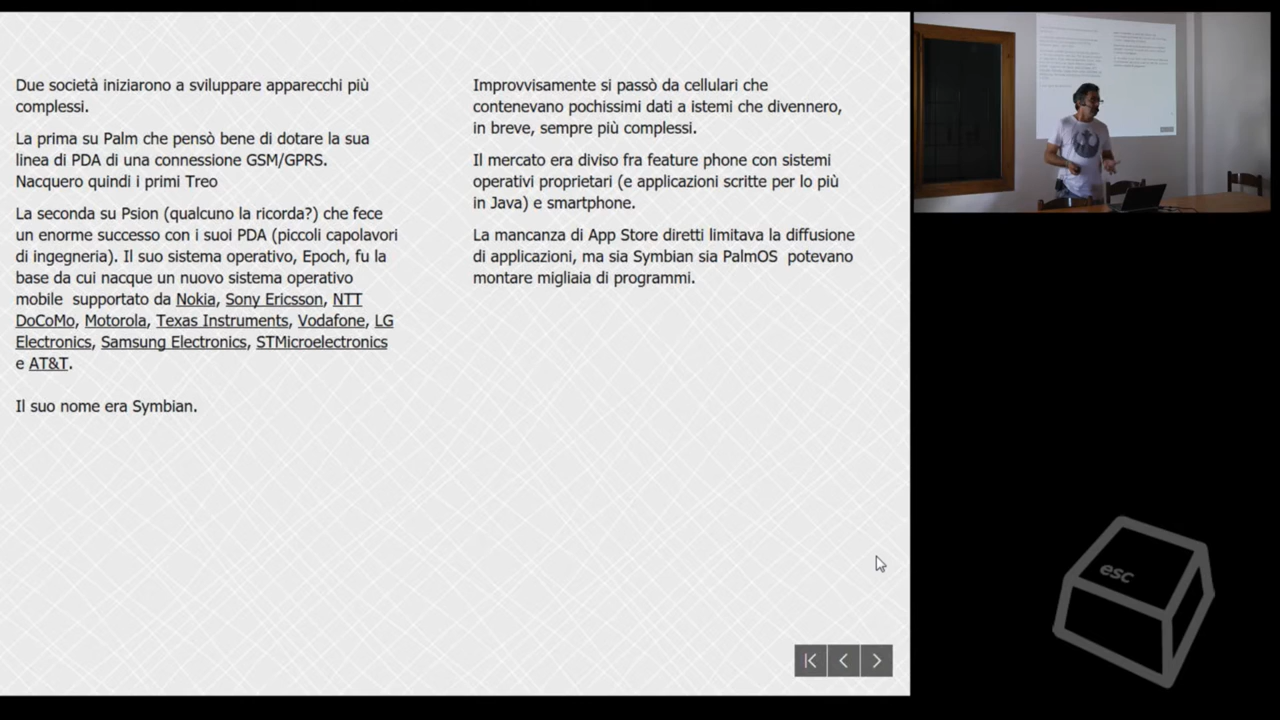 Due società iniziarono a sviluppare apparecchi più
complessi.
La prima su Palm che pensò bene di dotare la sua
linea di PDA di una connessione GSM/GPRS.
Nacquero quindi i primi Treo
La seconda su Psion (qualcuno la ricorda?) che fece
un enorme successo con i suoi PDA (piccoli capolavori
di ingegneria). Il suo sistema operativo, Epoch, fu la
base da cui nacque un nuovo sistema operativo
mobile  supportato da Nokia, Sony Ericsson, NTT
DoCoMo, Motorola, Texas Instruments, Vodafone, LG
Electronics, Samsung Electronics, STMicroelectronics
e AT&T.
Il suo nome era Symbian.
Improvvisamente si passò da cellulari che
contenevano pochissimi dati a istemi che divennero,
in breve, sempre più complessi.
Il mercato era diviso fra feature phone con sistemi
operativi proprietari (e applicazioni scritte per lo più
in Java) e smartphone.
La mancanza di App Store diretti limitava la diffusione
di applicazioni, ma sia Symbian sia PalmOS  potevano
montare migliaia di programmi.
esc